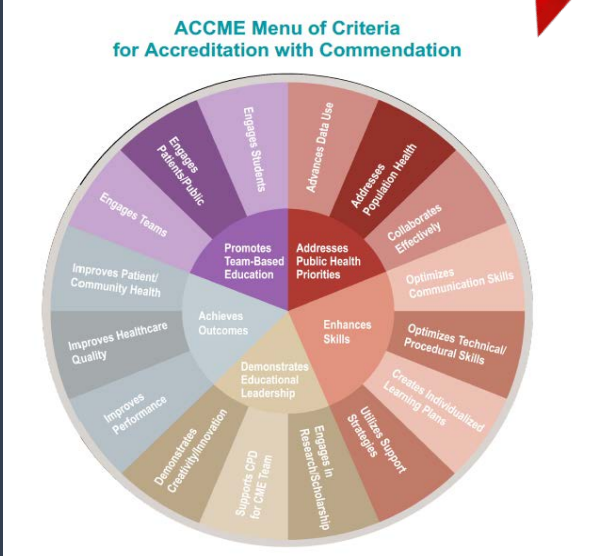 ACCME Menu of Criteria
for Accreditation with Commendation
Engages Students
Advances Data Use
Engages
Patients/Public
Addresses
Population Health
Engages Teams
Collaborates
Effectively
Promotes
Team-Based
Education
Addresses
Public Health
Priorities
Improves Patient/
Community Health
Optimizes
Communication Skills
Achieves
Outcomes
Enhances
Skills
Improves Healthcare
Quality
Optimizes Technical/
Procedural Skills
Demonstrates
Educational
Leadership
Improves
Performance
Creates Individualized
Learning Plans
Demonstrates
Creativity/Innovation
Utilizes Support
Strategies
Supports CPD
for CME Team
Engages in
Research/Scholarship